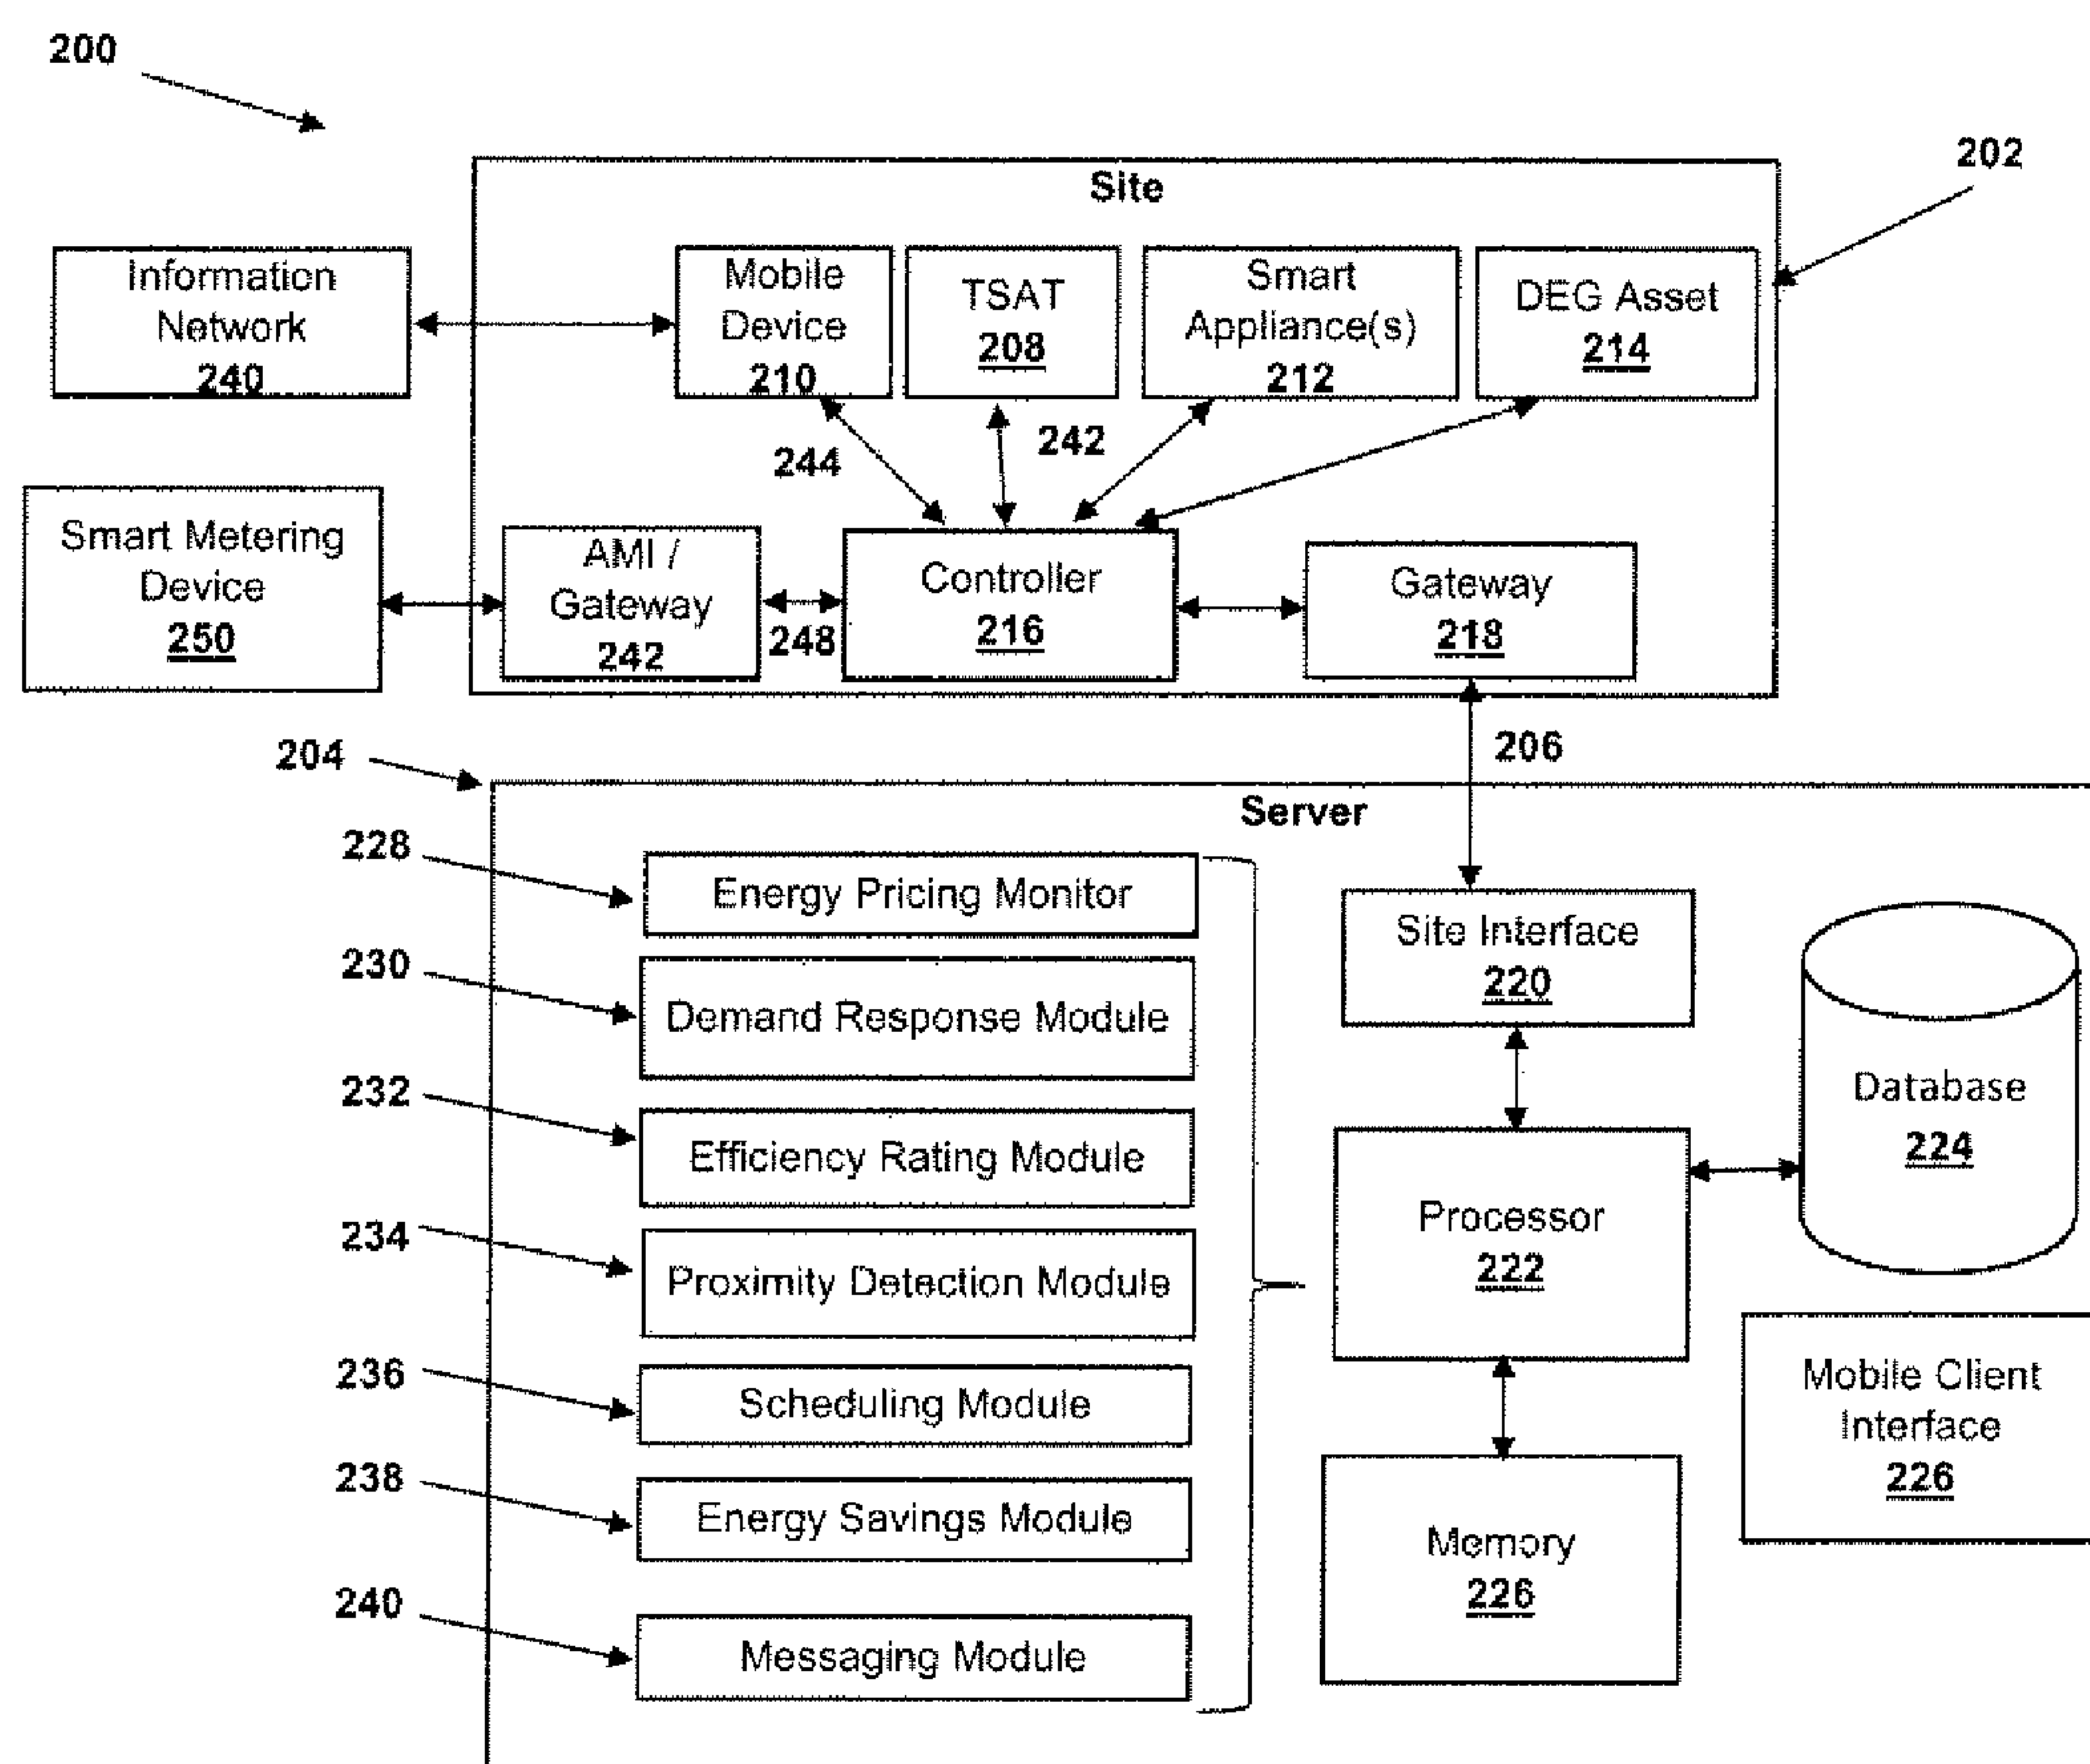 200
202
Site
Information
Network
240
Mobile
Device
210
TSAT
208
Smart
Appliance(s)
212
DEG Asset
214
244
242
Smart Metering
Device
250
AMI /
Gateway
242
248
Controller
216
Gateway
218
206
204
Server
228
Energy Pricing Monitor
230
Demand Response Module
232
Efficiency Rating Module
234
Proximity Detection Module
236
Scheduling Module
238
Energy Savings Module
240
Messaging Module
Site Interface
220
Processor
222
Database
224
Memory
226
Mobile Client
Interface
226